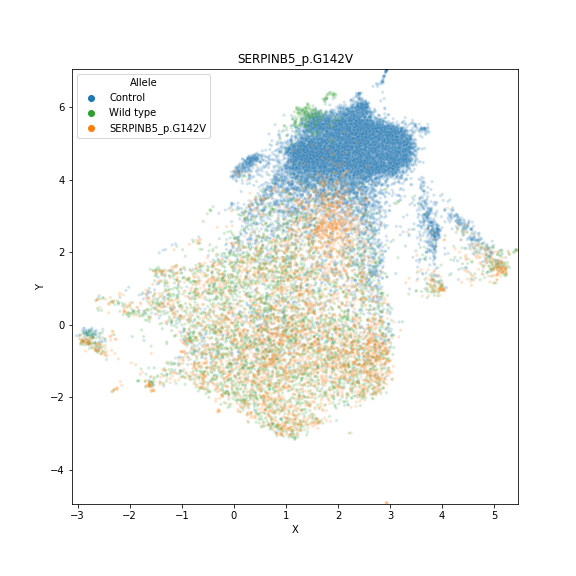 SERPINB5_p.G142V
Allele
Control
Wild type
SERPINB5_p.G142V
6
4
2
0
−2
−4
Y
−3 −2 −1 0 1 2 3 4 5
X